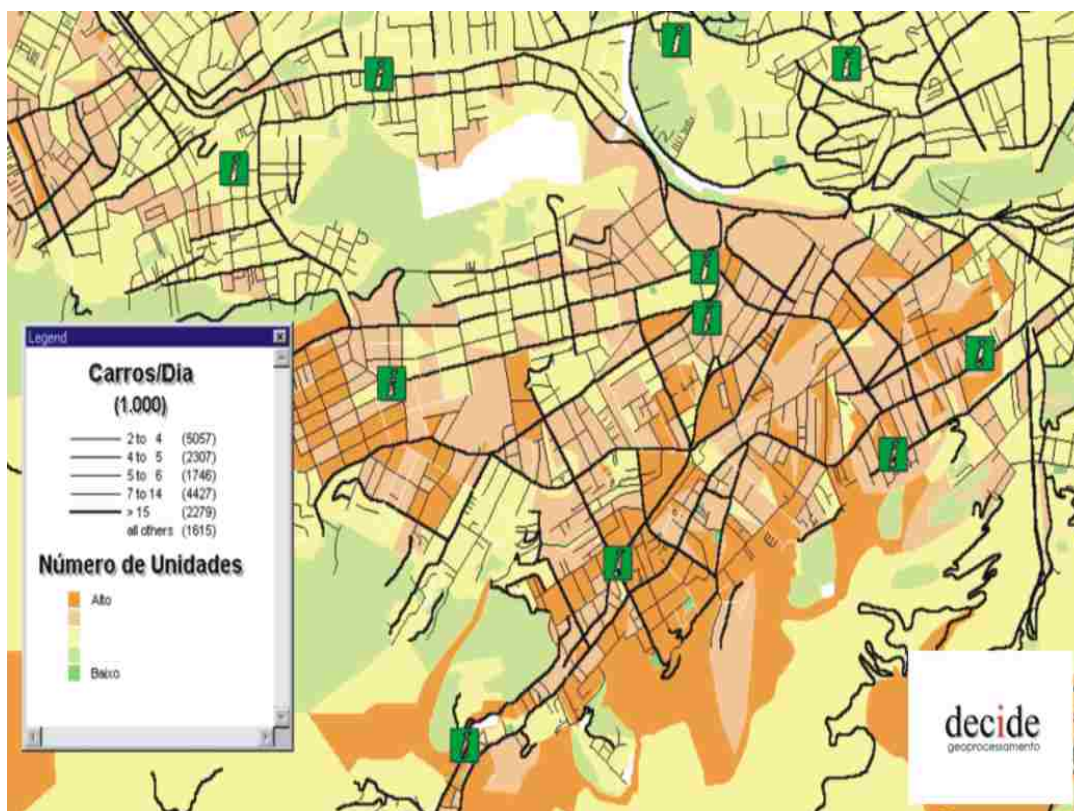 Legend
Carros/Dia
(1.000)
2 to 4 (5057)
4 to 5 (2307)
5 to 6 (1746)
7 to 14 (4427)
> 15 (2279)
all others (1615)
Número de Unidades
Alto
Baixo
i
i
i
i
i
i
i
i
i
i
i
decide
geoprocessamento